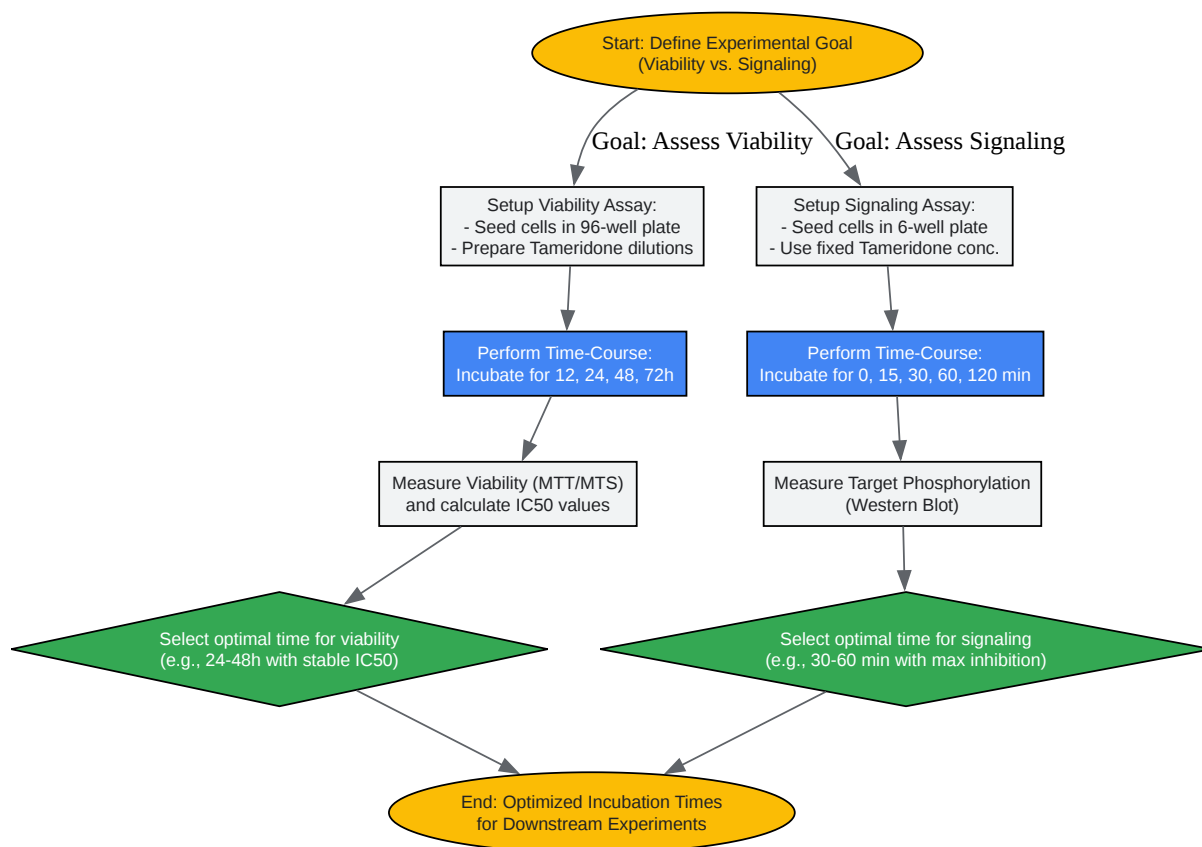 Start: Define Experimental Goal
(Viability vs. Signaling)
Goal: Assess Viability
Goal: Assess Signaling
Setup Viability Assay:
- Seed cells in 96-well plate
- Prepare Tameridone dilutions
Setup Signaling Assay:
- Seed cells in 6-well plate
- Use fixed Tameridone conc.
Perform Time-Course:
Incubate for 12, 24, 48, 72h
Perform Time-Course:
Incubate for 0, 15, 30, 60, 120 min
Measure Viability (MTT/MTS)
and calculate IC50 values
Measure Target Phosphorylation
(Western Blot)
Select optimal time for viability
(e.g., 24-48h with stable IC50)
Select optimal time for signaling
(e.g., 30-60 min with max inhibition)
End: Optimized Incubation Times
for Downstream Experiments